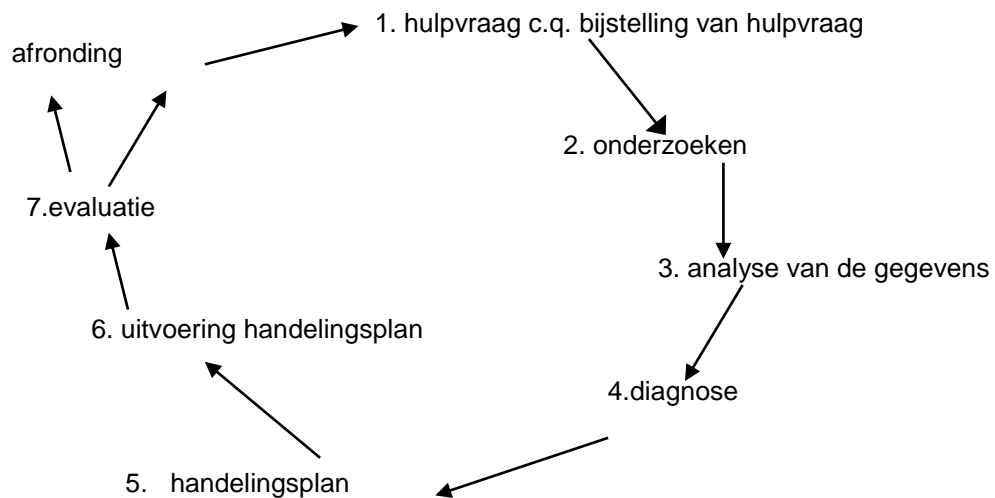 1. hulpvraag c.q. bijstelling van hulpvraag
afronding
2. onderzoeken
7.evaluatie
3. analyse van de gegevens
6. uitvoering handelingsplan
4.diagnose
5. handelingsplan